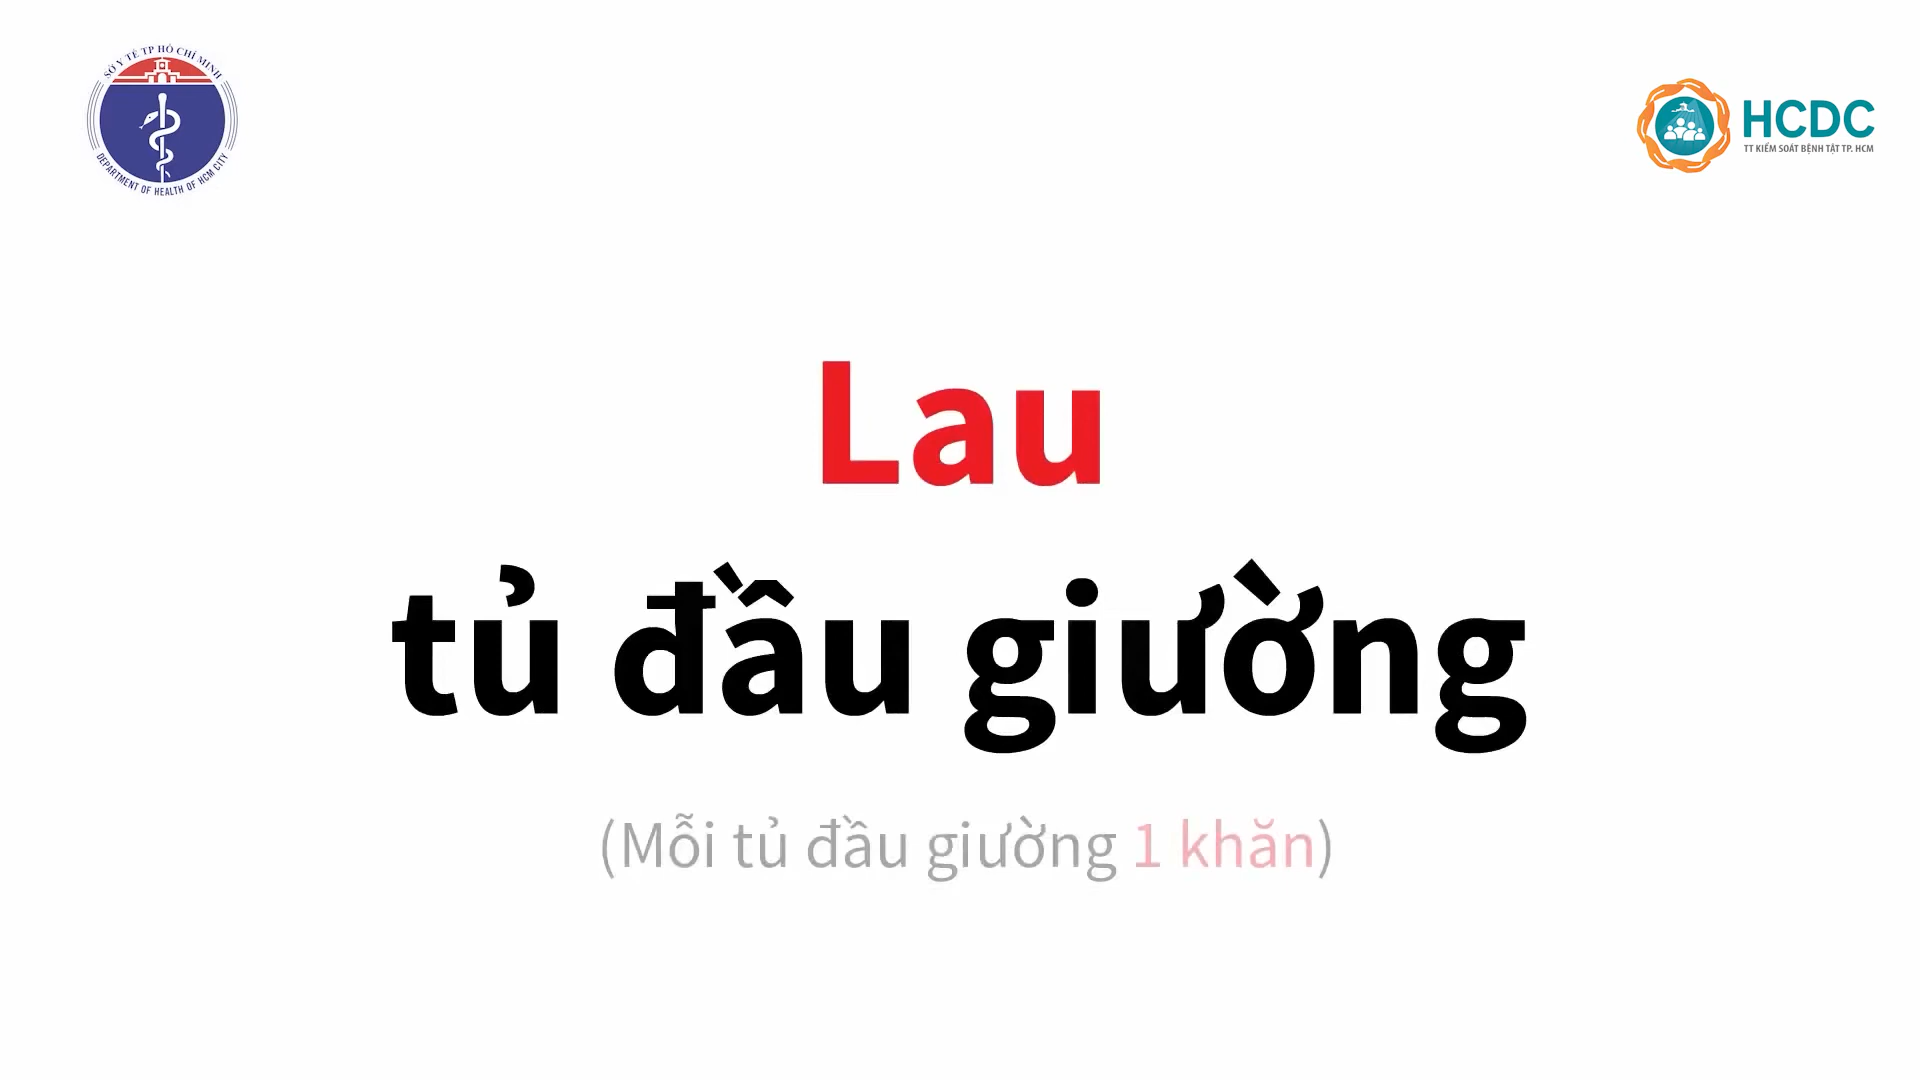 SỞ Y TẾ TP HỒ CHÍ MINH
DEPARTMENT OF HEALTH OF HCM CITY
HCDC
TT KIỂM SOÁT BỆNH TẬT TP. HCM
Lau
tủ đầu giường
(Mỗi tủ đầu giường 1 khăn)